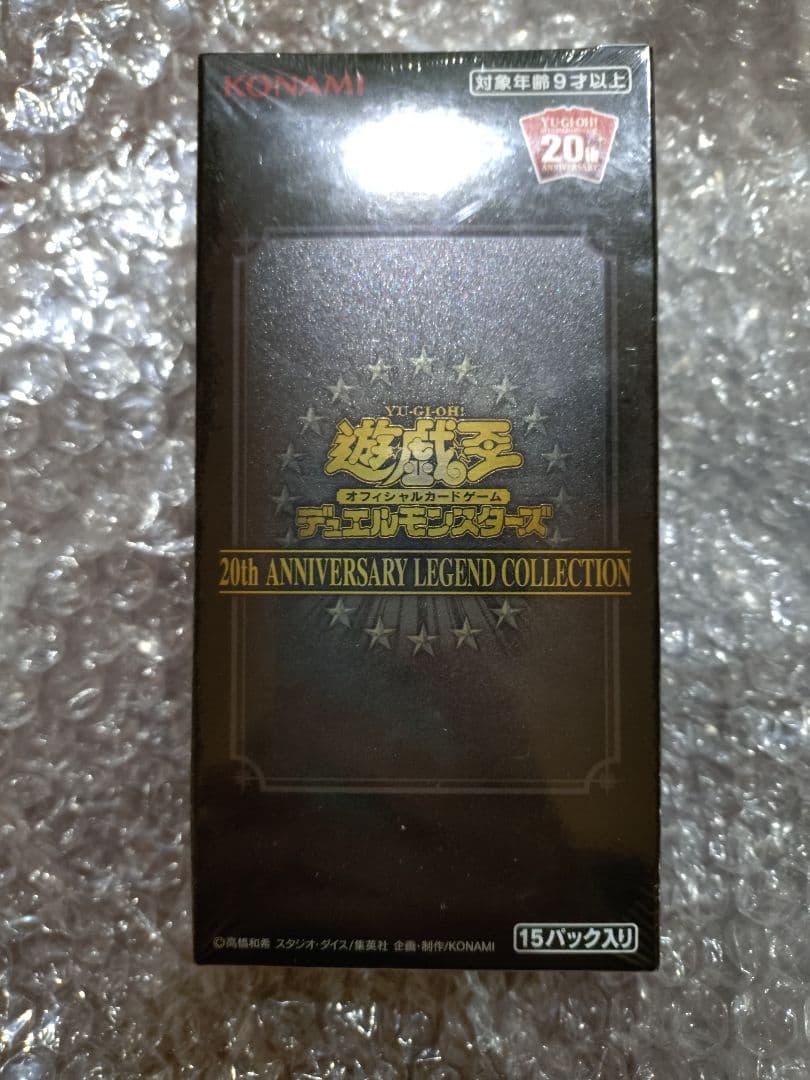 KONAMI
対象年齢9才以上
YU-GI-OH!
20th
ANNIVERSARY
YU-GI-OH!
遊戯王
オフィシャルカードゲーム
デュエルモンスターズ
20th ANNIVERSARY LEGEND COLLECTION
©高橋和希 スタジオ・ダイス/集英社 企画・制作/KONAMI
15パック入り